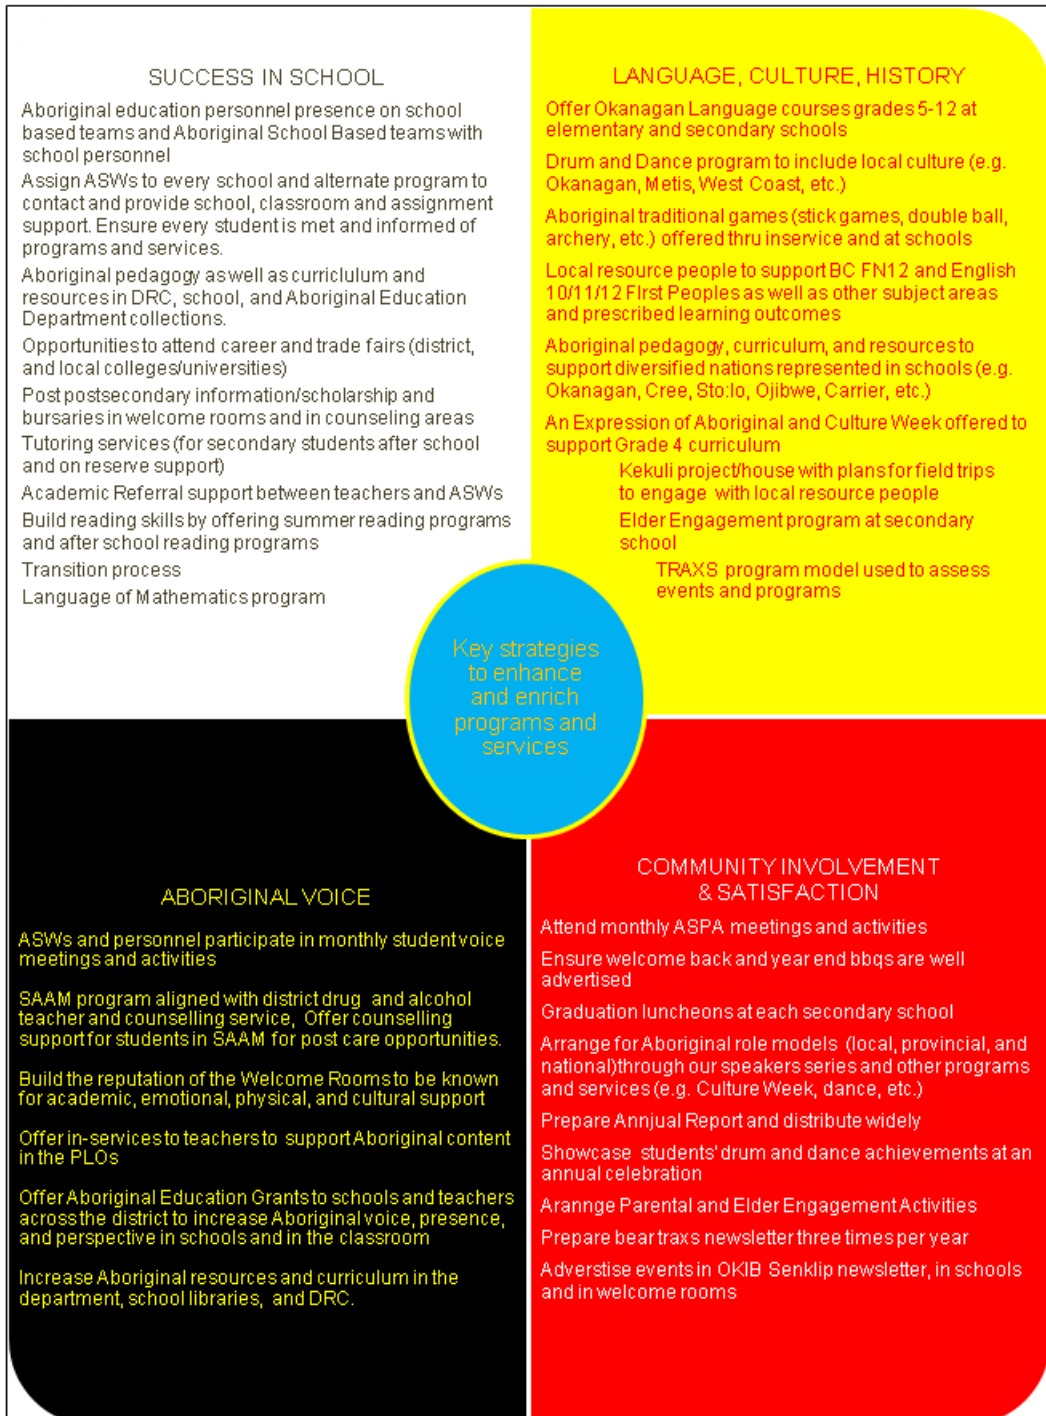 SUCCESS IN SCHOOL
Aboriginal education personnel presence on school
based teams and Aboriginal School Based teams with
school personnel
Assign ASWs to every school and alternate program to
contact and provide school, classroom and assignment
support. Ensure every student is met and informed of
programs and services.
Aboriginal pedagogy as well as curriclulum and
resources in DRC, school, and Aboriginal Education
Department collections.
Opportunities to attend career and trade fairs (district,
and local colleges/universities)
Post postsecondary information/scholarship and
bursaries in welcome rooms and in counseling areas
Tutoring services (for secondary students after school
and on reserve support)
Academic Referral support between teachers and ASWs
Build reading skills by offering summer reading programs
and after school reading programs
Transition process
Language of Mathematics program
LANGUAGE, CULTURE, HISTORY
Offer Okanagan Language courses grades 5-12 at
elementary and secondary schools
Drum and Dance program to include local culture (e.g.
Okanagan, Metis, West Coast, etc.)
Aboriginal traditional games (stick games, double ball,
archery, etc.) offered thru inservice and at schools
Local resource people to support BC FN12 and English
10/11/12 FIrst Peoples as well as other subject areas
and prescribed learning outcomes
Aboriginal pedagogy, curriculum, and resources to
support diversified nations represented in schools (e.g.
Okanagan, Cree, Sto:lo, Ojibwe, Carrier, etc.)
An Expression of Aboriginal and Culture Week offered to
support Grade 4 curriculum
Kekuli project/house with plans for field trips
to engage with local resource people
Elder Engagement program at secondary
school
TRAXS program model used to assess
events and programs
Key strategies
to enhance
and enrich
programs and
services
ABORIGINAL VOICE
ASWs and personnel participate in monthly student voice
meetings and activities
SAAM program aligned with district drug and alcohol
teacher and counselling service, Offer counselling
support for students in SAAM for post care opportunities.
Build the reputation of the Welcome Rooms to be known
for academic, emotional, physical, and cultural support
Offer in-services to teachers to support Aboriginal content
in the PLOs
Offer Aboriginal Education Grants to schools and teachers
across the district to increase Aboriginal voice, presence,
and perspective in schools and in the classroom
Increase Aboriginal resources and curriculum in the
department, school libraries, and DRC.
COMMUNITY INVOLVEMENT
& SATISFACTION
Attend monthly ASPA meetings and activities
Ensure welcome back and year end bbqs are well
advertised
Graduation luncheons at each secondary school
Arrange for Aboriginal role models (local, provincial, and
national)through our speakers series and other programs
and services (e.g. Culture Week, dance, etc.)
Prepare Annjual Report and distribute widely
Showcase students' drum and dance achievements at an
annual celebration
Arannge Parental and Elder Engagement Activities
Prepare bear traxs newsletter three times per year
Adverstise events in OKIB Senklip newsletter, in schools
and in welcome rooms